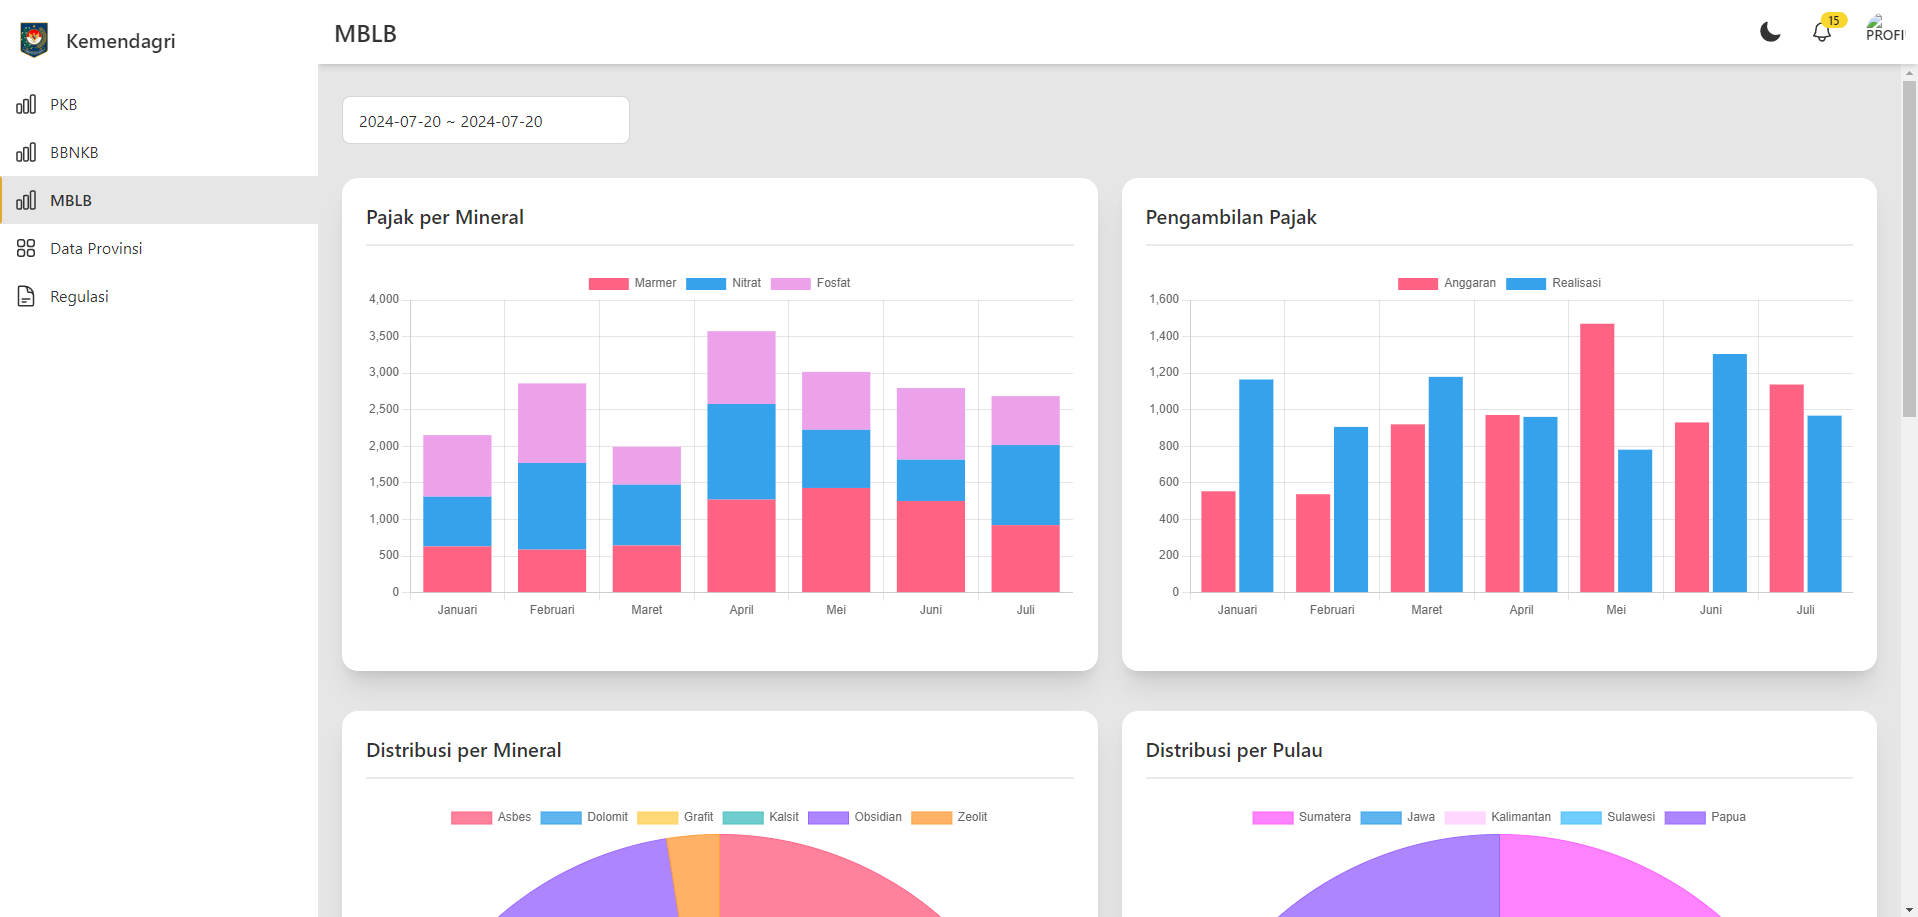 Kemendagri
PKB
BBNKB
MBLB
Data Provinsi
Regulasi
MBLB
15
PROFI
2024-07-20 ~ 2024-07-20
Pajak per Mineral
Marmer Nitrat Fosfat
4,000
3,500
3,000
2,500
2,000
1,500
1,000
500
0
Januari Februari Maret April Mei Juni Juli
Pengambilan Pajak
Anggaran Realisasi
1,600
1,400
1,200
1,000
800
600
400
200
0
Januari Februari Maret April Mei Juni Juli
Distribusi per Mineral
Asbes Dolomit Grafit Kalsit Obsidian Zeolit
Distribusi per Pulau
Sumatera Jawa Kalimantan Sulawesi Papua